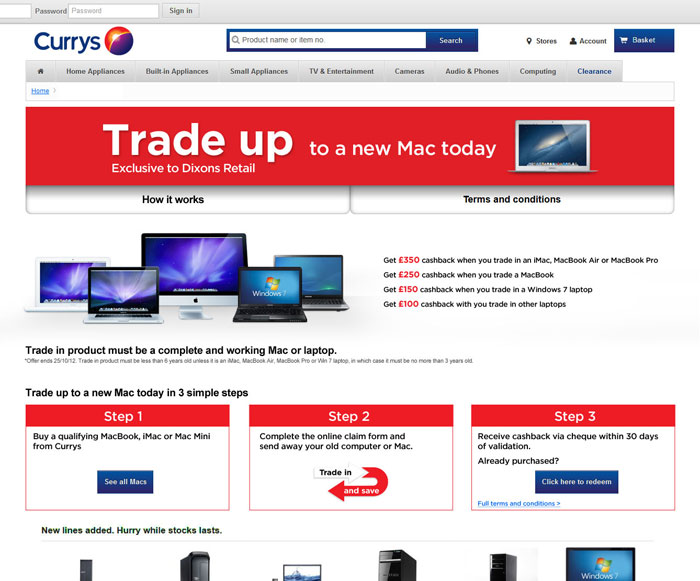 Password Password Sign in
Currys
Product name or item no. Search
Stores Account Basket
Home Appliances Built-in Appliances Small Appliances TV & Entertainment Cameras Audio & Phones Computing Clearance
Home
Trade up to a new Mac today
Exclusive to Dixons Retail
How it works Terms and conditions
Get £350 cashback when you trade in an iMac, MacBook Air or MacBook Pro
Get £250 cashback when you trade a MacBook
Get £150 cashback when you trade in a Windows 7 laptop
Get £100 cashback with you trade in other laptops
Windows 7
Windows 7
Trade in product must be a complete and working Mac or laptop.
*Offer ends 25/10/12. Trade in product must be less than 6 years old unless it is an iMac, MacBook Air, MacBook Pro or Win 7 laptop, in which case it must be no more than 3 years old.
Trade up to a new Mac today in 3 simple steps
Step 1
Buy a qualifying MacBook, iMac or Mac Mini
from Currys
See all Macs
Step 2
Complete the online claim form and
send away your old computer or Mac.
Trade in
and save
Step 3
Receive cashback via cheque within 30 days
of validation.
Already purchased?
Click here to redeem
Full terms and conditions >
New lines added. Hurry while stocks last.
Windows 7